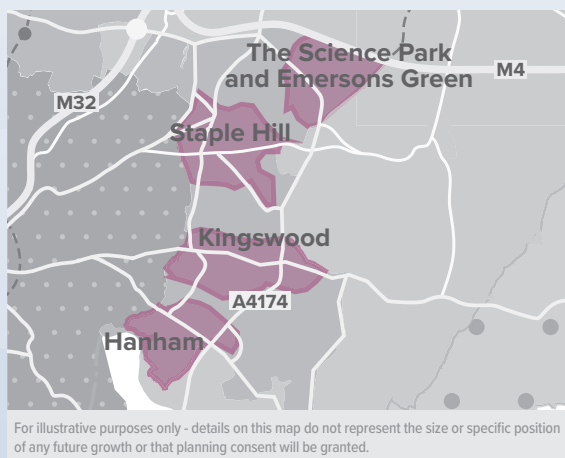 The Science Park
and Emersons Green
M4
M32
Staple Hill
Kingswood
A4174
Hanham
For illustrative purposes only - details on this map do not represent the size or specific position
of any future growth or that planning consent will be granted.